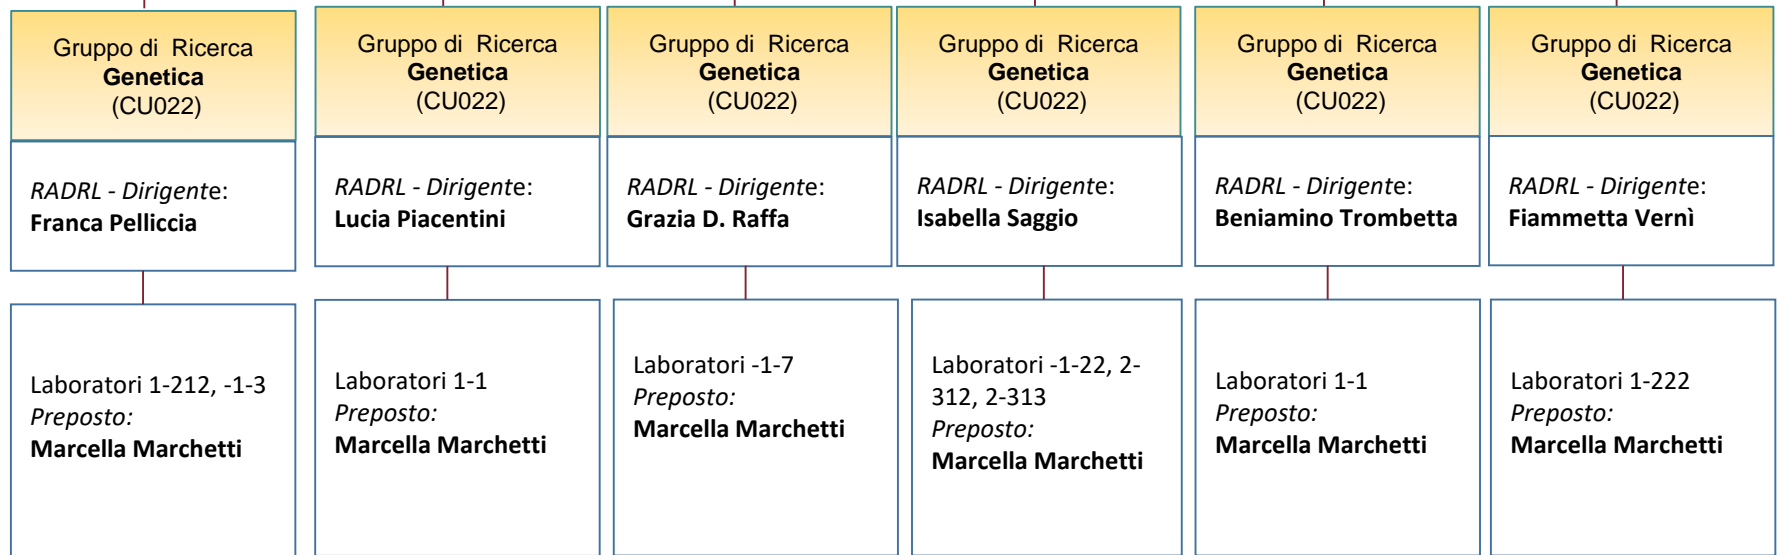 Gruppo di Ricerca
Genetica
(CU022)
RADRL - Dirigente:
Franca Pelliccia
Laboratori 1-212, -1-3
Preposto:
Marcella Marchetti
Gruppo di Ricerca
Genetica
(CU022)
RADRL - Dirigente:
Lucia Piacentini
Laboratori 1-1
Preposto:
Marcella Marchetti
Gruppo di Ricerca
Genetica
(CU022)
RADRL - Dirigente:
Grazia D. Raffa
Laboratori -1-7
Preposto:
Marcella Marchetti
Gruppo di Ricerca
Genetica
(CU022)
RADRL - Dirigente:
Isabella Saggio
Laboratori -1-22, 2-
312, 2-313
Preposto:
Marcella Marchetti
Gruppo di Ricerca
Genetica
(CU022)
RADRL - Dirigente:
Beniamino Trombetta
Laboratori 1-1
Preposto:
Marcella Marchetti
Gruppo di Ricerca
Genetica
(CU022)
RADRL - Dirigente:
Fiammetta Vernì
Laboratori 1-222
Preposto:
Marcella Marchetti